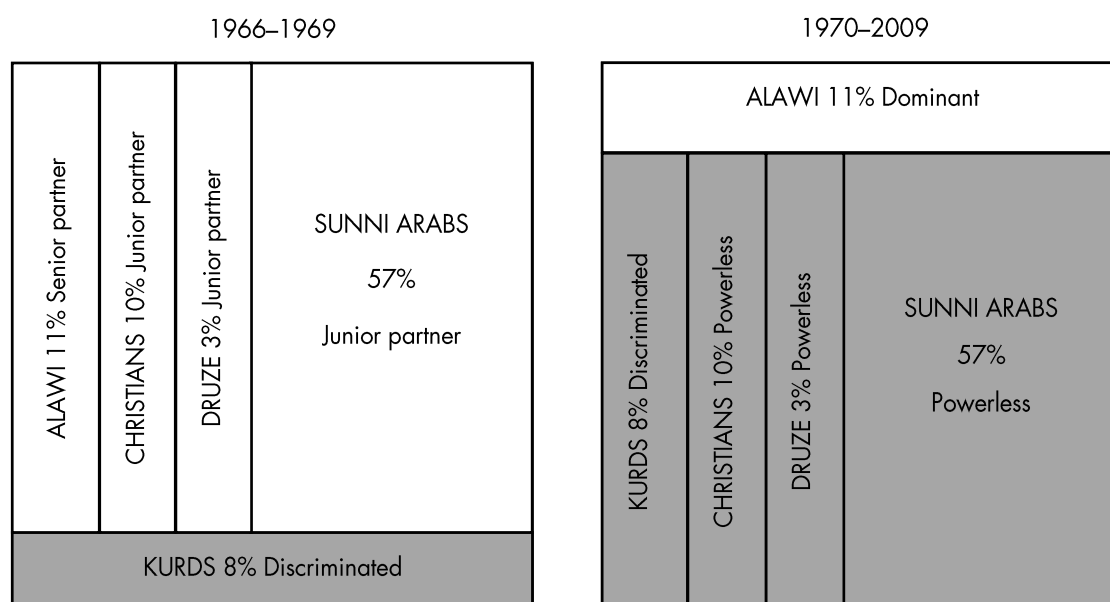 1966–1969
ALAWI 11% Senior partner
CHRISTIANS 10% Junior partner
DRUZE 3% Junior partner
SUNNI ARABS
57%
Junior partner
KURDS 8% Discriminated
1970–2009
ALAWI 11% Dominant
KURDS 8% Discriminated
CHRISTIANS 10% Powerless
DRUZE 3% Powerless
SUNNI ARABS
57%
Powerless